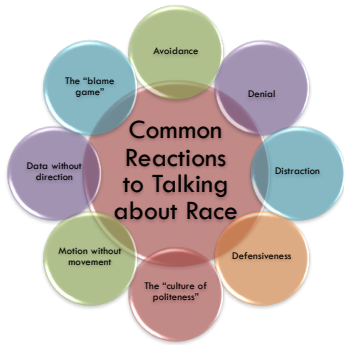 Common
Reactions
to Talking
about Race
Avoidance
Denial
Distraction
Defensiveness
The “culture of
politeness”
Motion without
movement
Data without
direction
The “blame
game”